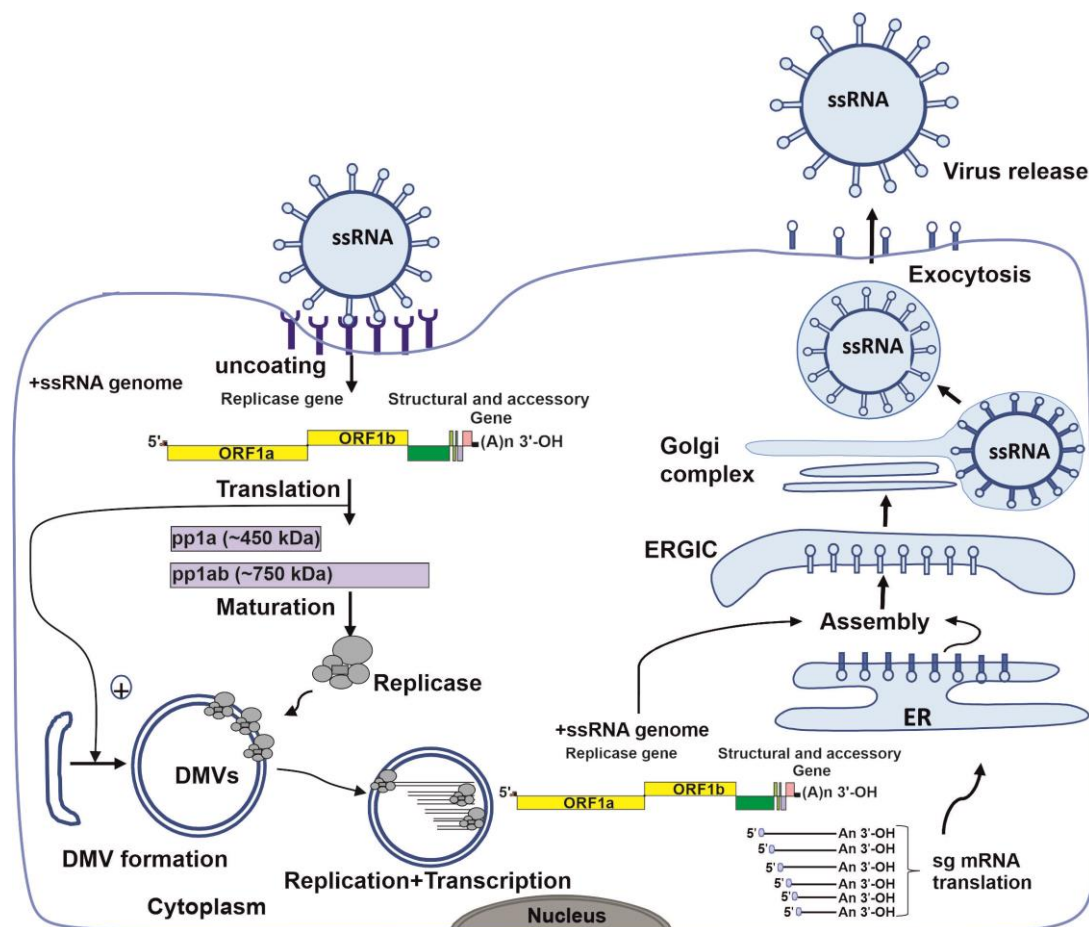 ssRNA
Virus release
ssRNA
Exocytosis
uncoating
+ssRNA genome
Replicase gene
Structural and accessory
Gene
5'
ORF1a
ORF1b
(A)n 3'-OH
Translation
pp1a (~450 kDa)
pp1ab (~750 kDa)
Maturation
Replicase
+
DMVs
DMV formation
Replication+Transcription
Cytoplasm
Nucleus
ssRNA
ssRNA
Golgi
complex
ERGIC
Assembly
ER
+ssRNA genome
Replicase gene
Structural and accessory
Gene
5'
ORF1a
ORF1b
(A)n 3'-OH
5' An 3'-OH
5' An 3'-OH
5' An 3'-OH
5' An 3'-OH
5' An 3'-OH
5' An 3'-OH
sg mRNA
translation